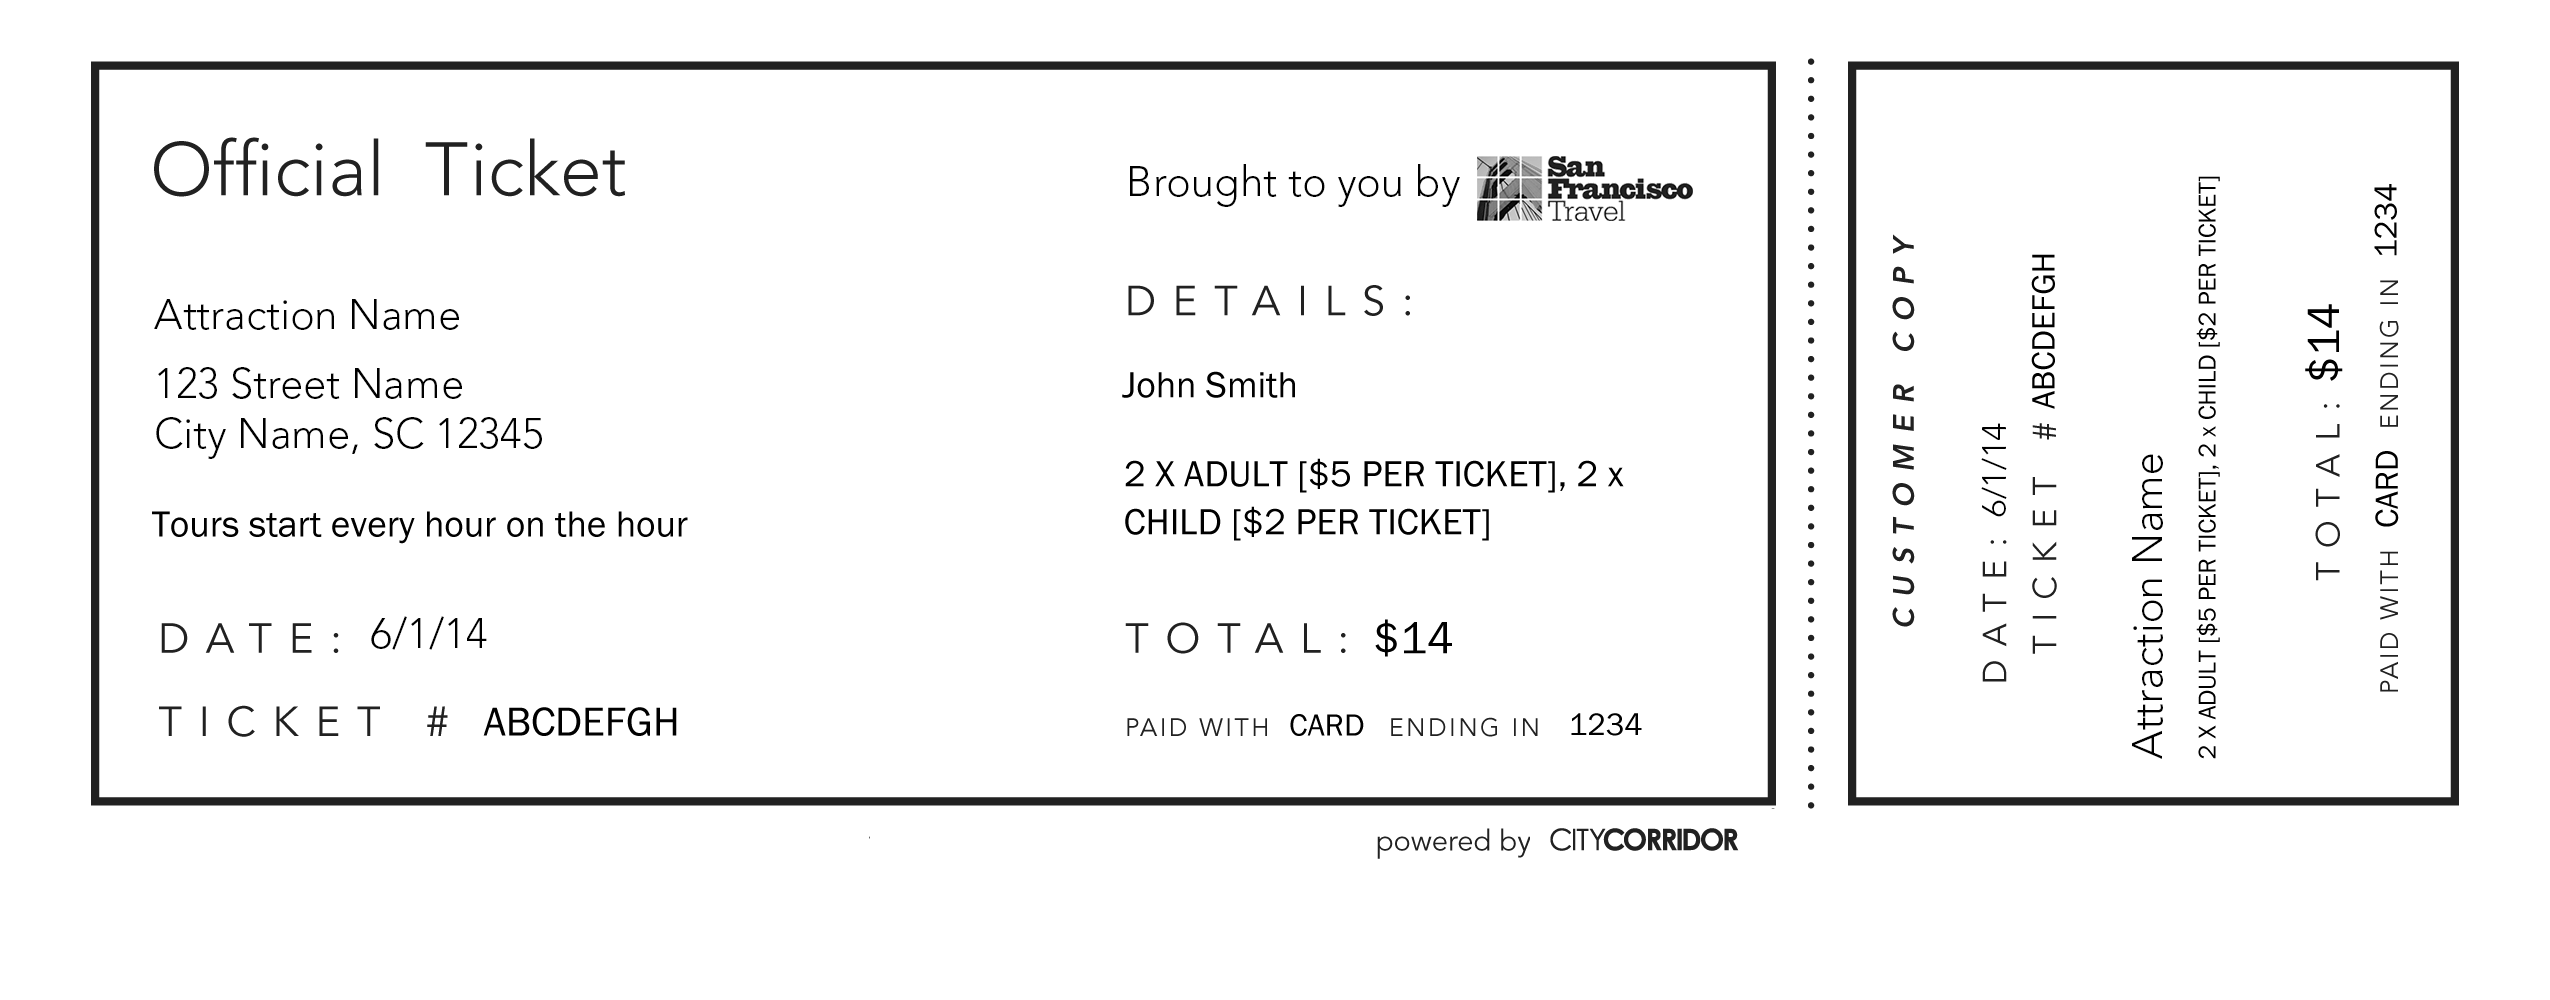 Official Ticket
Brought to you by San Francisco Travel
Attraction Name
123 Street Name
City Name, SC 12345
Tours start every hour on the hour
DATE: 6/1/14
TICKET # ABCDEFGH
DETAILS:
John Smith
2 X ADULT [$5 PER TICKET], 2 x
CHILD [$2 PER TICKET]
TOTAL: $14
PAID WITH CARD ENDING IN 1234
powered by CITYCORRIDOR
CUSTOMER COPY
DATE: 6/1/14
TICKET # ABCDEFGH
Attraction Name
2 X ADULT [$5 PER TICKET], 2 x CHILD [$2 PER TICKET]
TOTAL: $14
PAID WITH CARD ENDING IN 1234